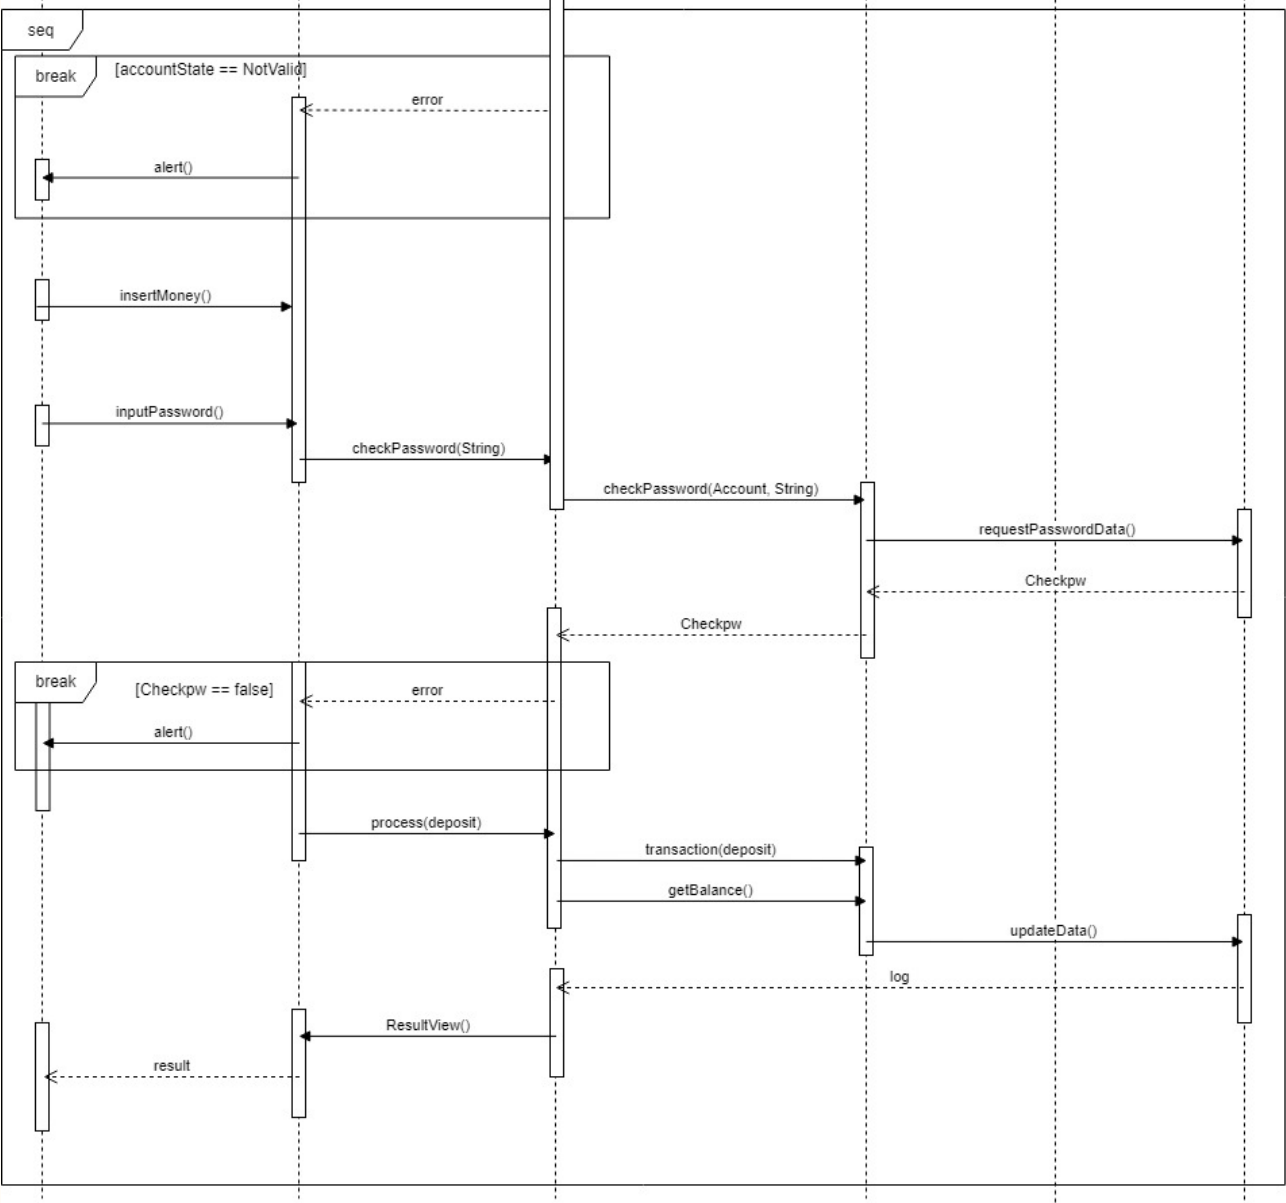 seq
break
[accountState == NotValid]
error
alert()
insertMoney()
inputPassword()
checkPassword(String)
checkPassword(Account, String)
requestPasswordData()
Checkpw
Checkpw
break
[Checkpw == false]
error
alert()
process(deposit)
transaction(deposit)
getBalance()
updateData()
log
ResultView()
result